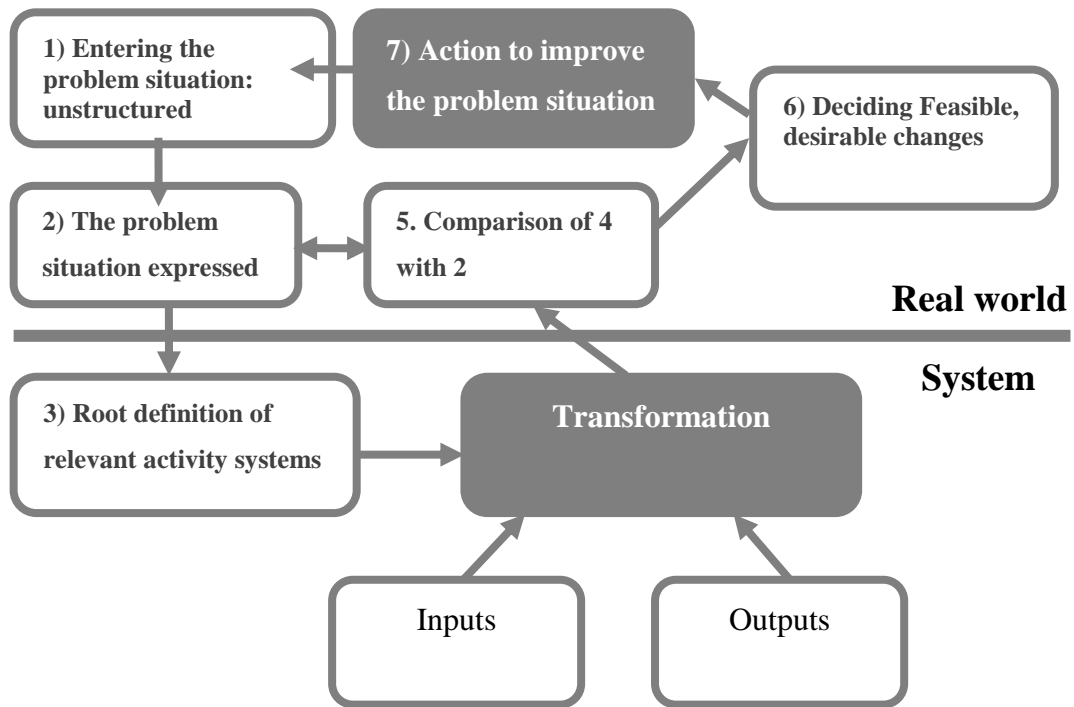 1) Entering the
problem situation:
unstructured
7) Action to improve
the problem situation
6) Deciding Feasible,
desirable changes
2) The problem
situation expressed
5. Comparison of 4
with 2
Real world
System
3) Root definition of
relevant activity systems
Transformation
Inputs
Outputs